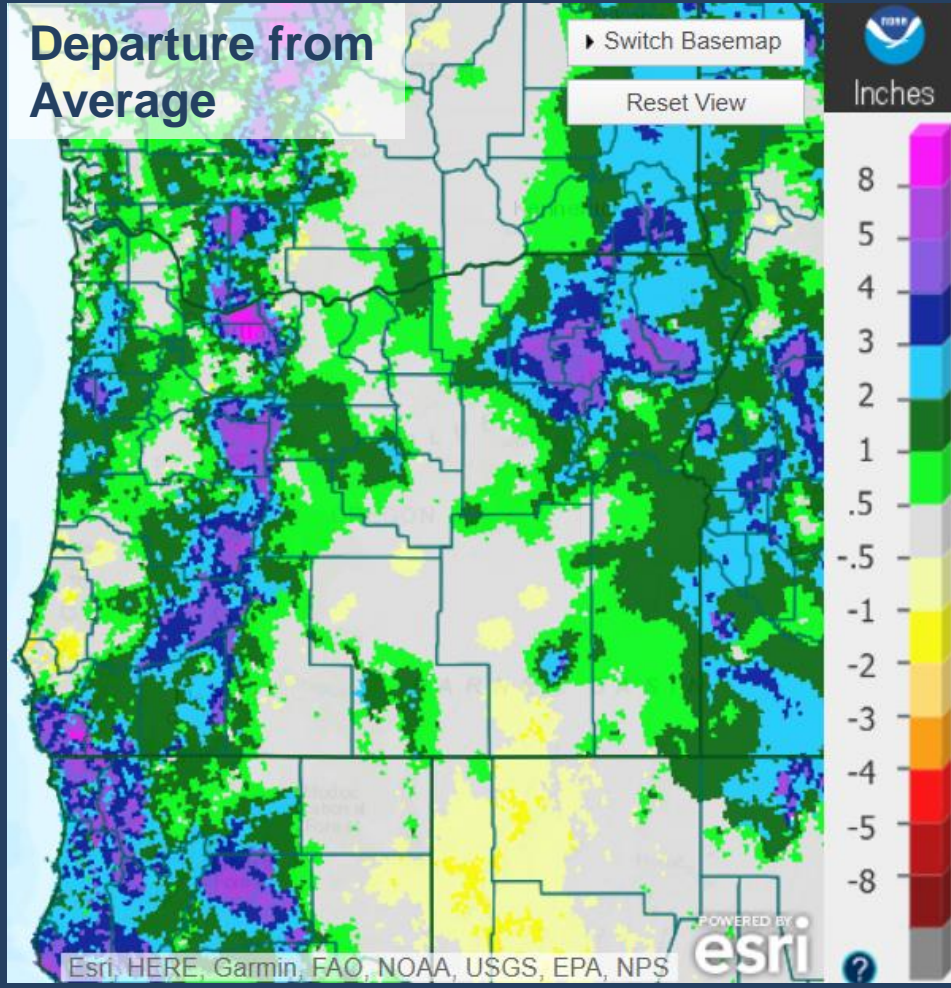 Departure from
Average
Switch Basemap
Reset View
NOAA
Inches
8
5
4
3
2
1
.5
-.5
-1
-2
-3
-4
-5
-8
POWERED BY
esri
Esri, HERE, Garmin, FAO, NOAA, USGS, EPA, NPS
?